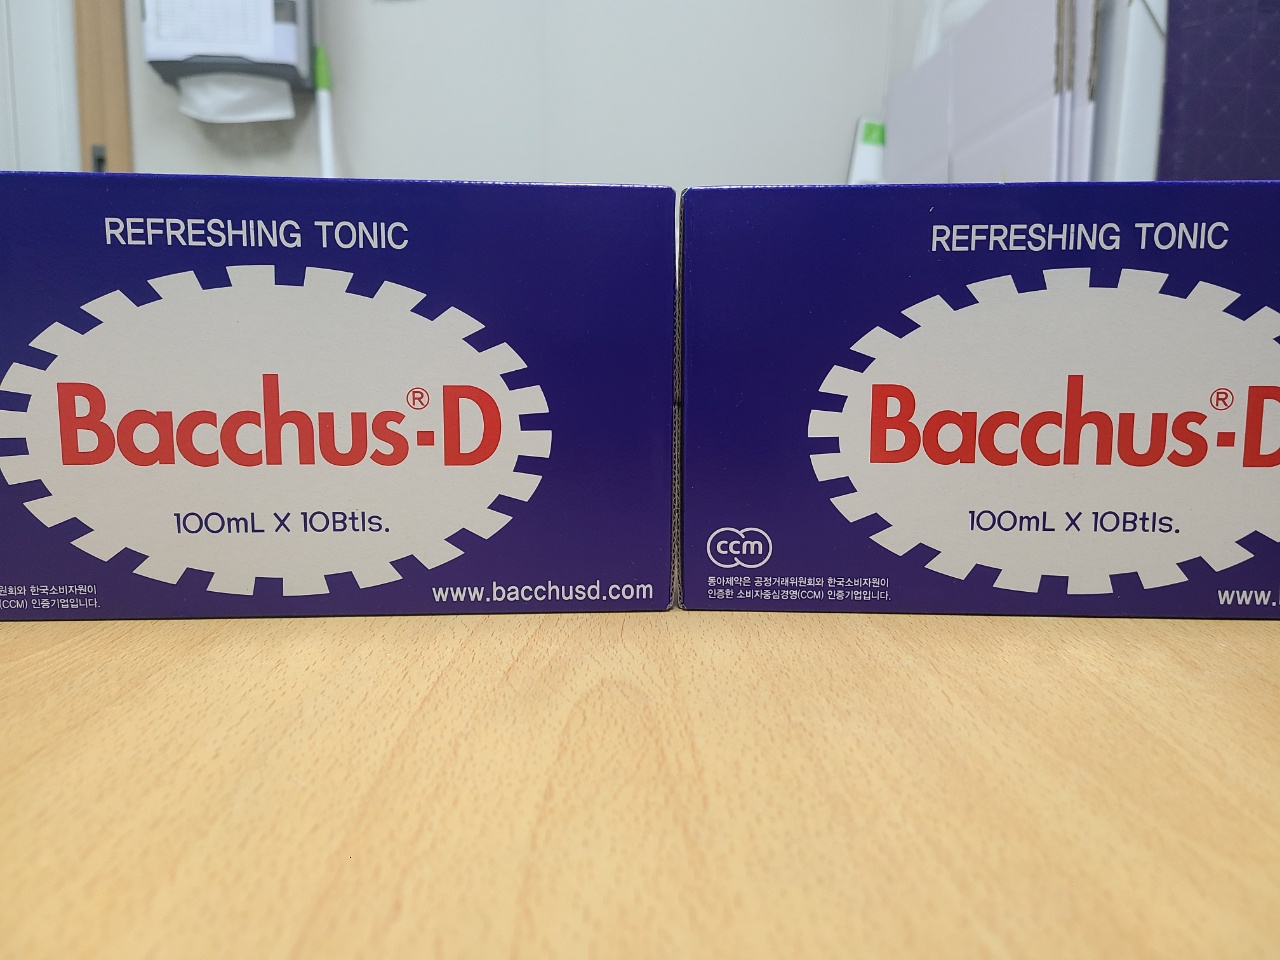 REFRESHING TONIC
Bacchus®-D
100mL X 10Btls.
원회와 한국소비자원이
(CCM) 인증기업입니다.
www.bacchusd.com
REFRESHING TONIC
Bacchus®-D
100mL X 10Btls.
ccm
동아제약은 공정거래위원회와 한국소비자원이
인증한 소비자중심경영(CCM) 인증기업입니다.
www.